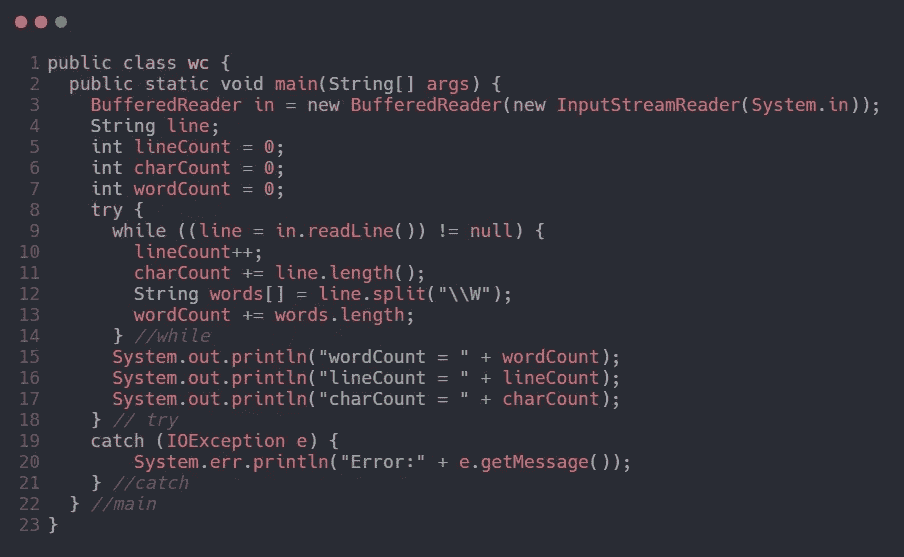 1 public class wc {
2   public static void main(String[] args) {
3     BufferedReader in = new BufferedReader(new InputStreamReader(System.in));
4     String line;
5     int lineCount = 0;
6     int charCount = 0;
7     int wordCount = 0;
8     try {
9       while ((line = in.readLine()) != null) {
10         lineCount++;
11         charCount += line.length();
12         String words[] = line.split("\\W");
13         wordCount += words.length;
14       } //while
15       System.out.println("wordCount = " + wordCount);
16       System.out.println("lineCount = " + lineCount);
17       System.out.println("charCount = " + charCount);
18     } // try
19     catch (IOException e) {
20         System.err.println("Error:" + e.getMessage());
21     } //catch
22   } //main
23 }